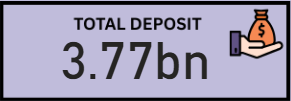 TOTAL DEPOSIT
3.77bn
$